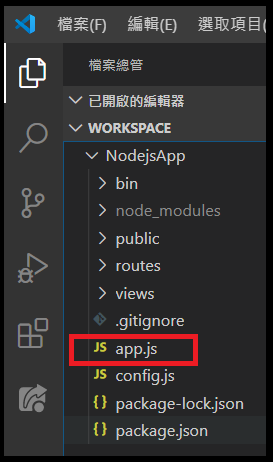 檔案(F) 編輯(E) 選取項目
檔案總管
已開啟的編輯器
WORKSPACE
NodejsApp
bin
node_modules
public
routes
views
.gitignore
JS app.js
JS config.js
{ } package-lock.json
{ } package.json